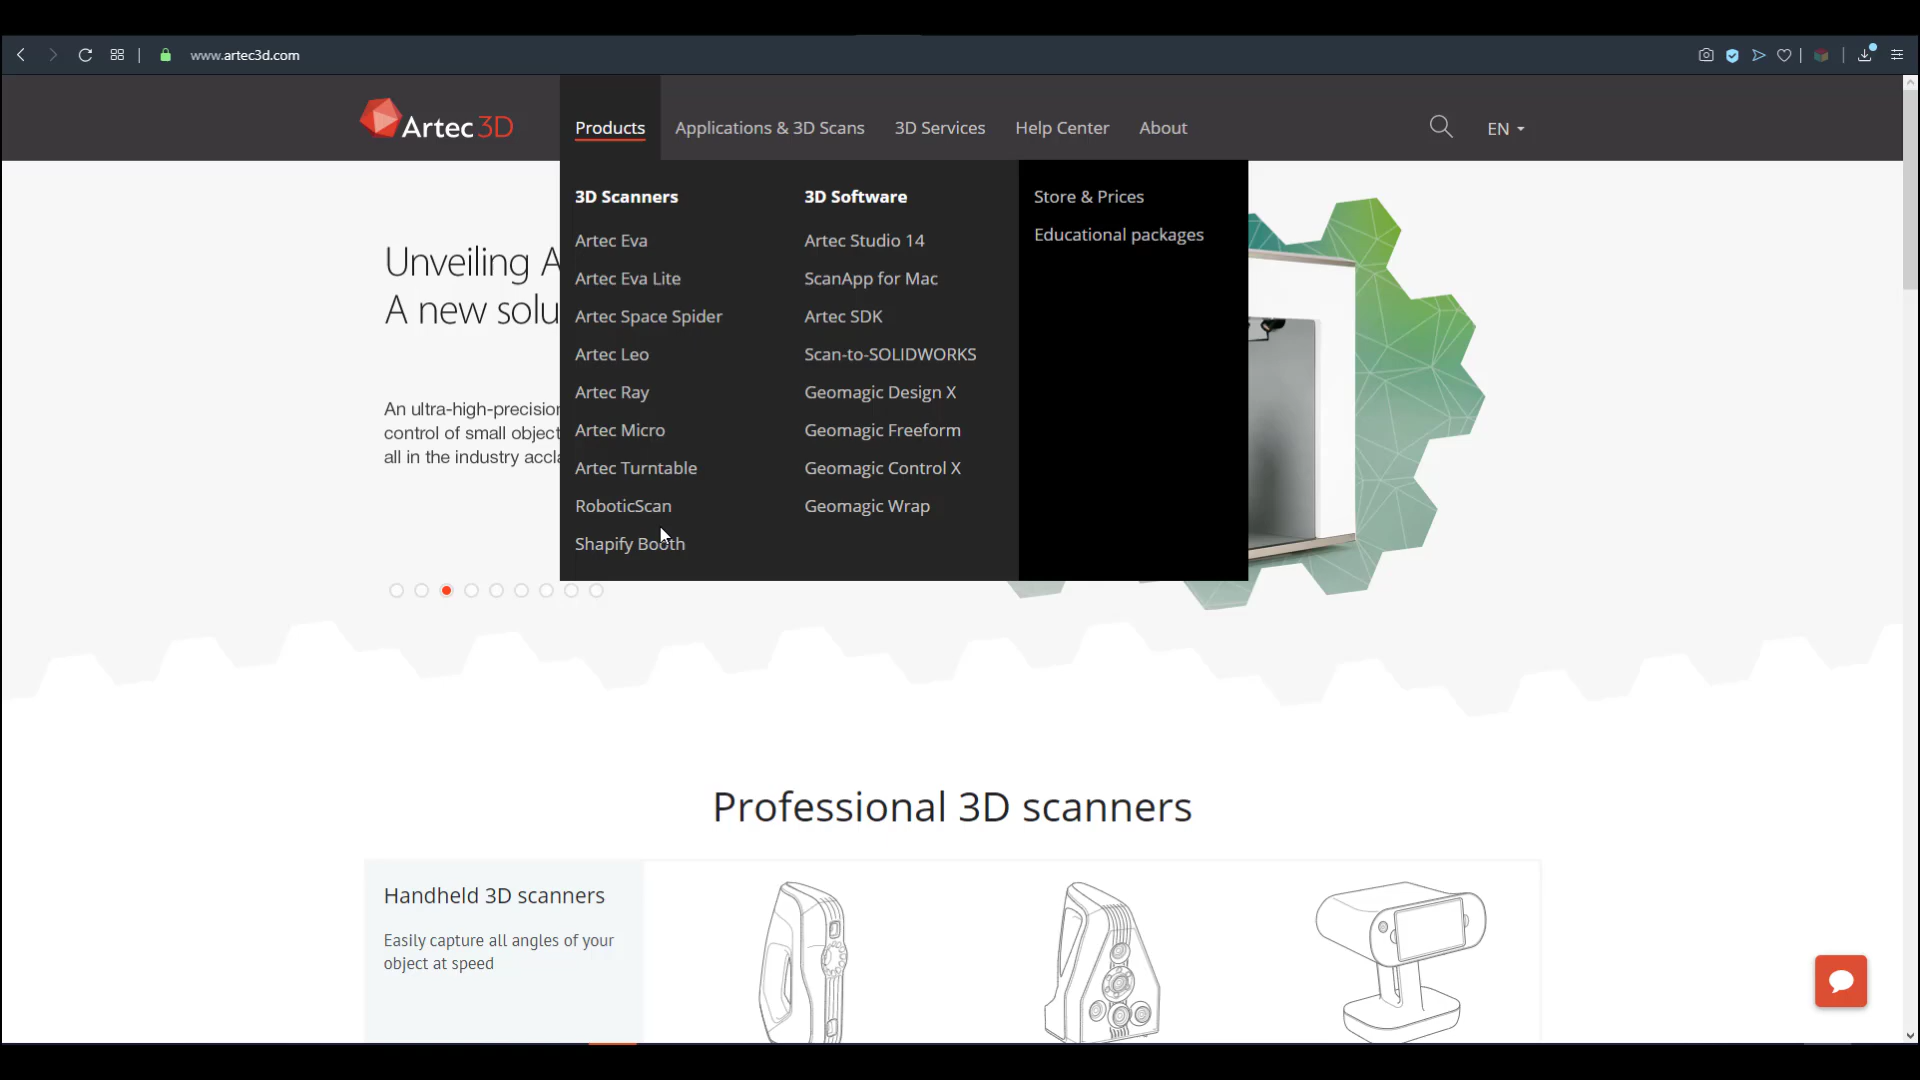 www.artec3d.com
Artec 3D
Products
Applications & 3D Scans
3D Services
Help Center
About
EN
3D Scanners
Artec Eva
Artec Eva Lite
Artec Space Spider
Artec Leo
Artec Ray
Artec Micro
Artec Turntable
RoboticScan
Shapify Booth
3D Software
Artec Studio 14
ScanApp for Mac
Artec SDK
Scan-to-SOLIDWORKS
Geomagic Design X
Geomagic Freeform
Geomagic Control X
Geomagic Wrap
Store & Prices
Educational packages
Unveiling A
A new solu
An ultra-high-precision
control of small object
all in the industry accla
Professional 3D scanners
Handheld 3D scanners
Easily capture all angles of your
object at speed